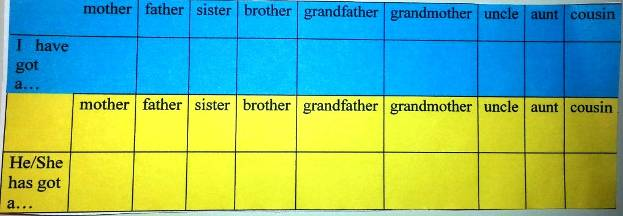 mother father sister brother grandfather grandmother uncle aunt cousin
I have
got
a...
mother father sister brother grandfather grandmother uncle aunt cousin
He/She
has got
a...